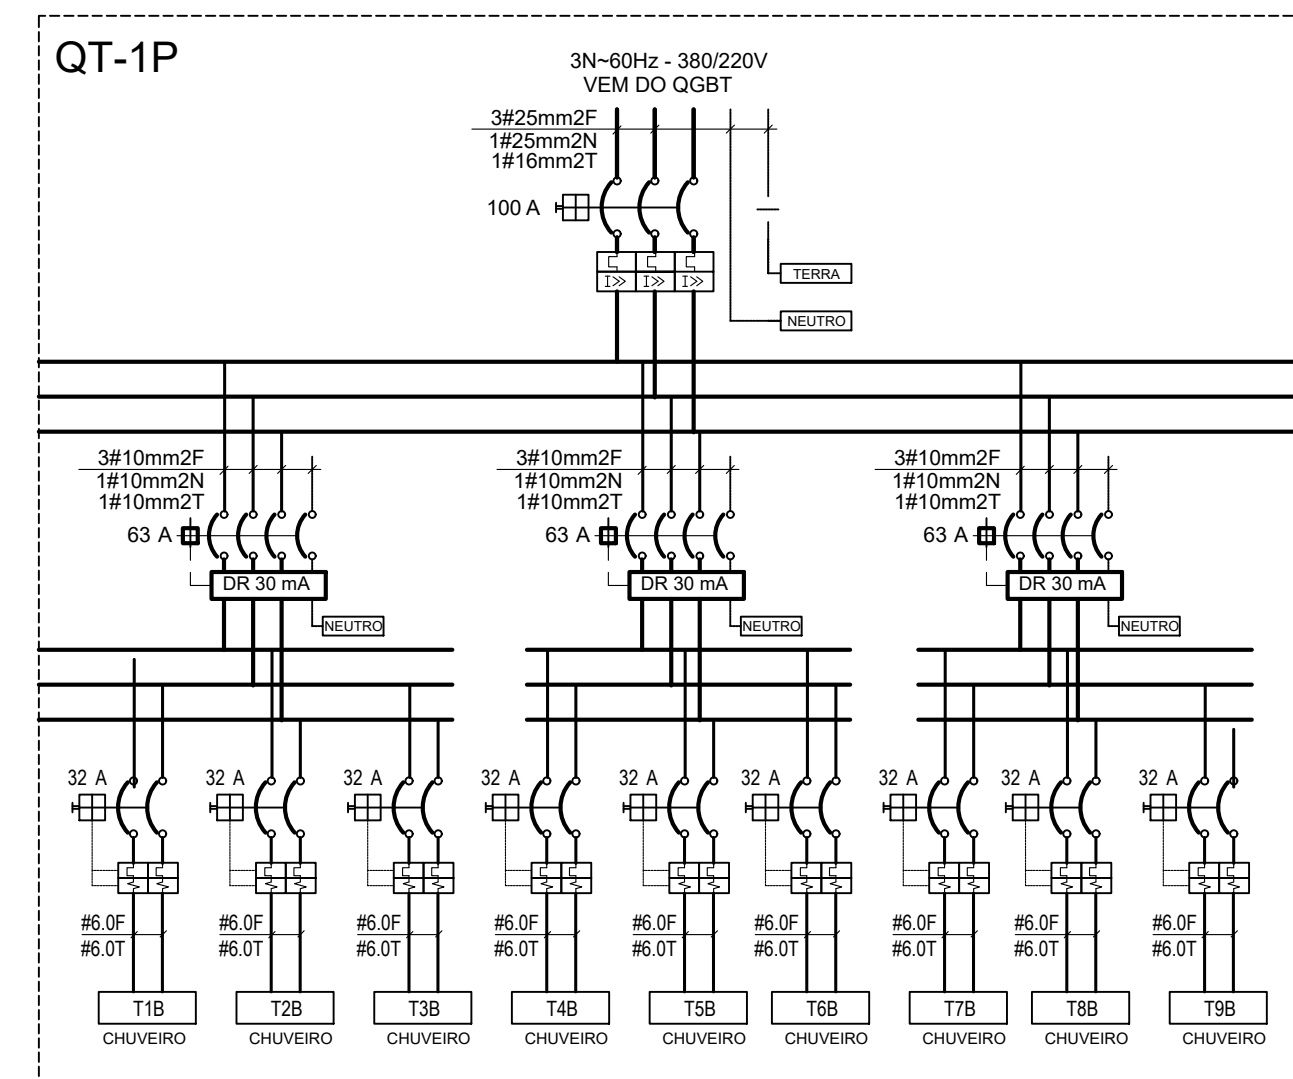 QT-1P
3N~60Hz - 380/220V
VEM DO QGBT
3#25mm2F
1#25mm2N
1#16mm2T
100 A
I>> I>> I>>
TERRA
NEUTRO
3#10mm2F 3#10mm2F 3#10mm2F
1#10mm2N 1#10mm2N 1#10mm2N
1#10mm2T 1#10mm2T 1#10mm2T
63 A 63 A 63 A
DR 30 mA DR 30 mA DR 30 mA
NEUTRO NEUTRO NEUTRO
32 A 32 A 32 A 32 A 32 A 32 A 32 A 32 A 32 A
#6.0F #6.0F #6.0F #6.0F #6.0F #6.0F #6.0F #6.0F #6.0F
#6.0T #6.0T #6.0T #6.0T #6.0T #6.0T #6.0T #6.0T #6.0T
T1B T2B T3B T4B T5B T6B T7B T8B T9B
CHUVEIRO CHUVEIRO CHUVEIRO CHUVEIRO CHUVEIRO CHUVEIRO CHUVEIRO CHUVEIRO CHUVEIRO